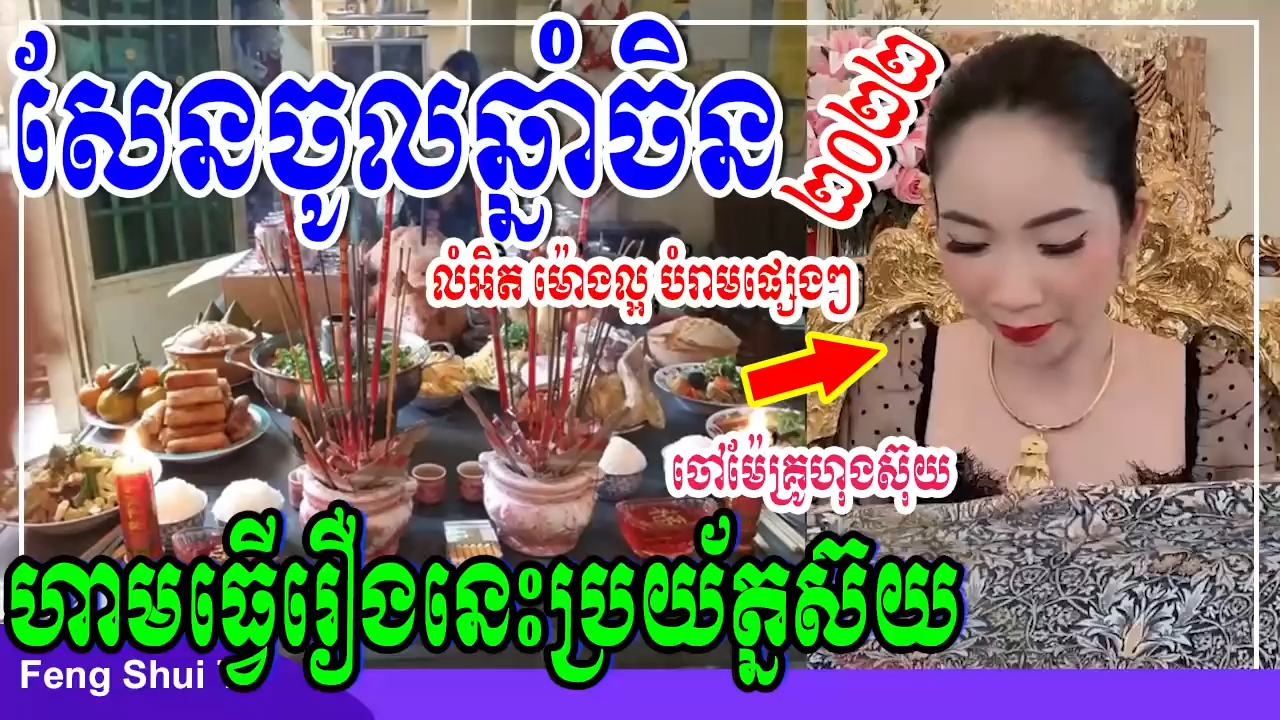 សែនចូលឆ្នាំចិន
២០២២
លំអិត ម៉ោងល្អ បំរាមផ្សេងៗ
ចៅម៉ែគ្រូហុងស៊ុយ
ហាមធ្វើរឿងនេះប្រយ័ត្នស៊យ
Feng Shui